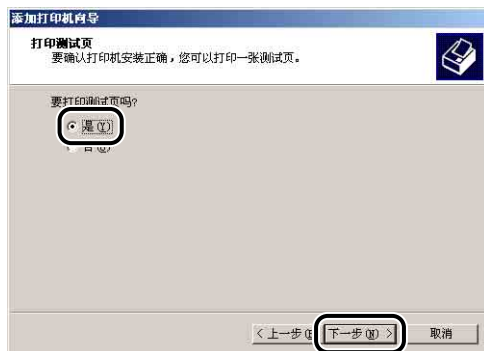 添加打印机向导
打印测试页
要确认打印机安装正确，您可以打印一张测试页。
要打印测试页吗?
是(Y)
否(O)
<上一步(B) 下一步(N) > 取消